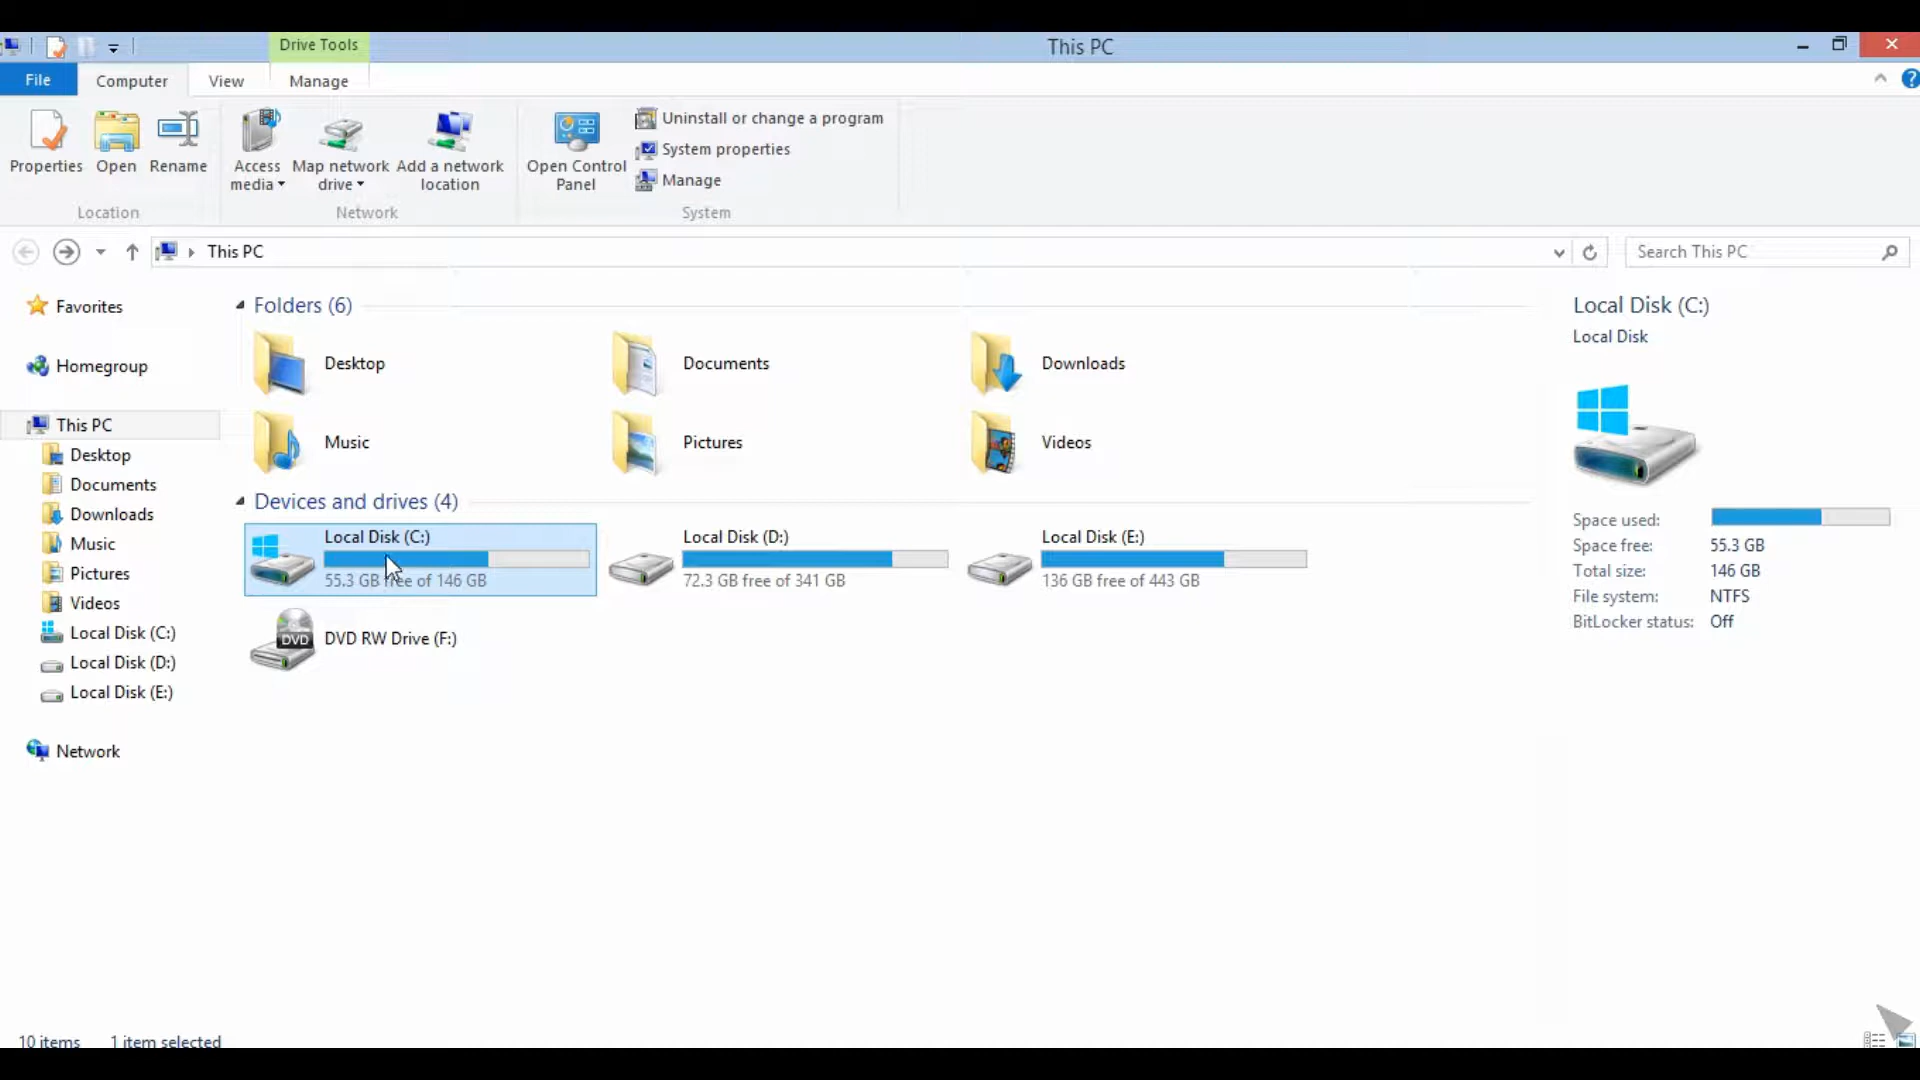 Drive Tools
This PC
File
Computer
View
Manage
Properties
Open
Rename
Access media
Map network drive
Add a network location
Open Control Panel
Uninstall or change a program
System properties
Manage
Location
Network
System
This PC
Search This PC
Favorites
Homegroup
This PC
Desktop
Documents
Downloads
Music
Pictures
Videos
Local Disk (C:)
Local Disk (D:)
Local Disk (E:)
Network
Folders (6)
Desktop
Documents
Downloads
Music
Pictures
Videos
Devices and drives (4)
Local Disk (C:)
55.3 GB free of 146 GB
Local Disk (D:)
72.3 GB free of 341 GB
Local Disk (E:)
136 GB free of 443 GB
DVD
DVD RW Drive (F:)
Local Disk (C:)
Local Disk
Space used:
Space free: 55.3 GB
Total size: 146 GB
File system: NTFS
BitLocker status: Off
10 items
1 item selected